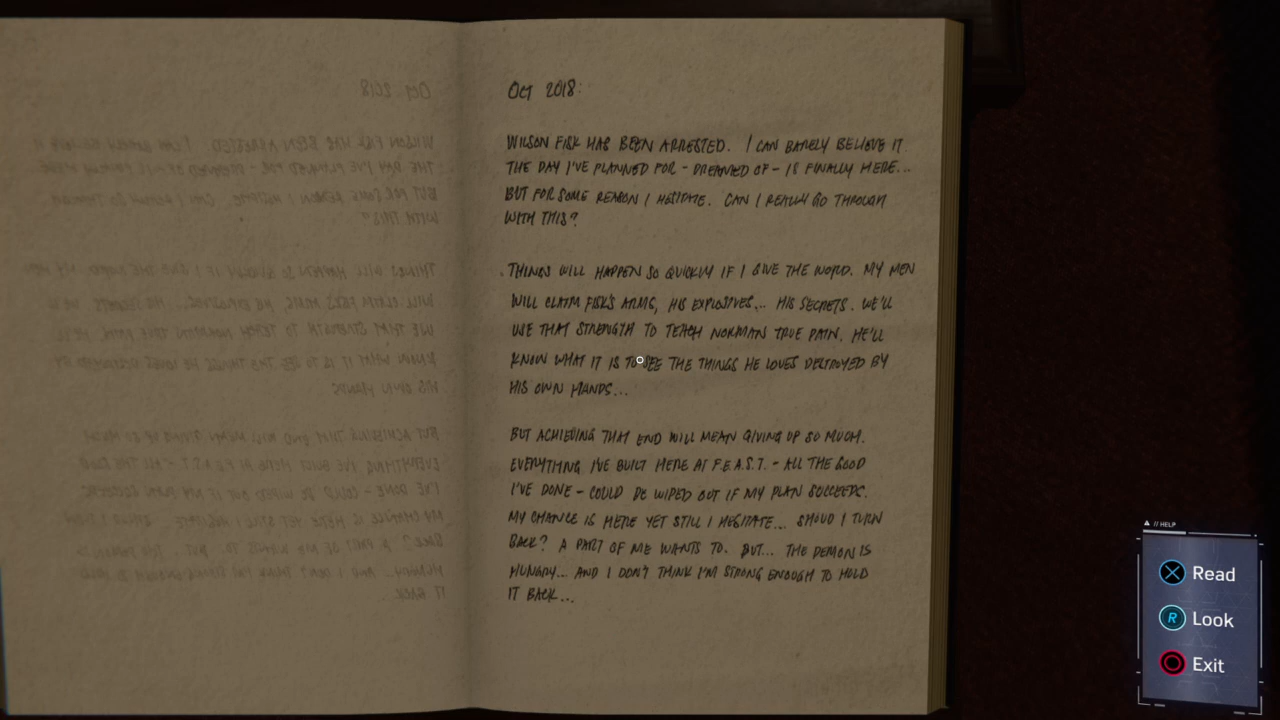 OCT 2018:
WILSON FISK HAS BEEN ARRESTED. I CAN BARELY BELIEVE IT.
THE DAY I'VE PLANNED FOR - DREAMED OF - IS FINALLY HERE...
BUT FOR SOME REASON I HESITATE. CAN I REALLY GO THROUGH
WITH THIS?
THINGS WILL HAPPEN SO QUICKLY IF I GIVE THE WORD. MY MEN
WILL CLAIM FISK'S ARMS, HIS EXPLOSIVES... HIS SECRETS. WE'LL
USE THAT STRENGTH TO TEACH NORMAN TRUE PAIN. HE'LL
KNOW WHAT IT IS TO SEE THE THINGS HE LOVES DESTROYED BY
HIS OWN HANDS...
BUT ACHIEVING THAT END WILL MEAN GIVING UP SO MUCH.
EVERYTHING I'VE BUILT HERE AT F.E.A.S.T. - ALL THE GOOD
I'VE DONE - COULD BE WIPED OUT IF MY PLAN SUCCEEDS.
MY CHANCE IS HERE YET STILL I HESITATE... SHOUD I TURN
BACK? A PART OF ME WANTS TO. BUT... THE DEMON IS
HUNGRY... AND I DON'T THINK I'M STRONG ENOUGH TO HOLD
IT BACK...
// HELP
Read
R Look
Exit